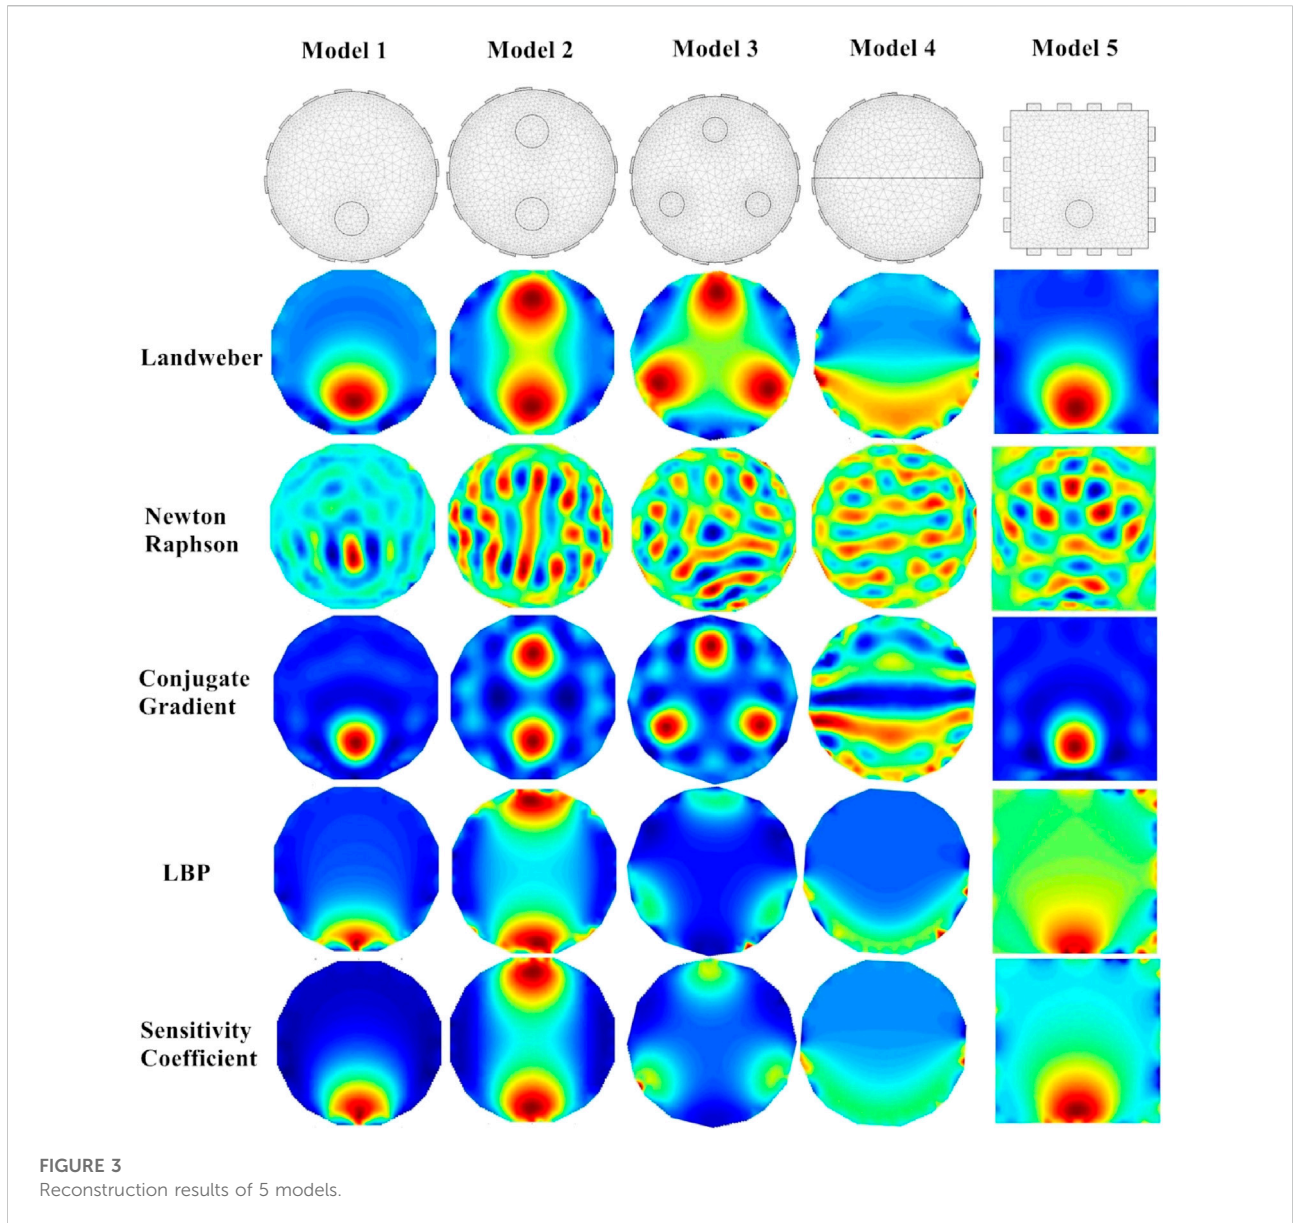 Model 1 Model 2 Model 3 Model 4 Model 5
Landweber
Newton
Raphson
Conjugate
Gradient
LBP
Sensitivity
Coefficient
FIGURE 3
Reconstruction results of 5 models.